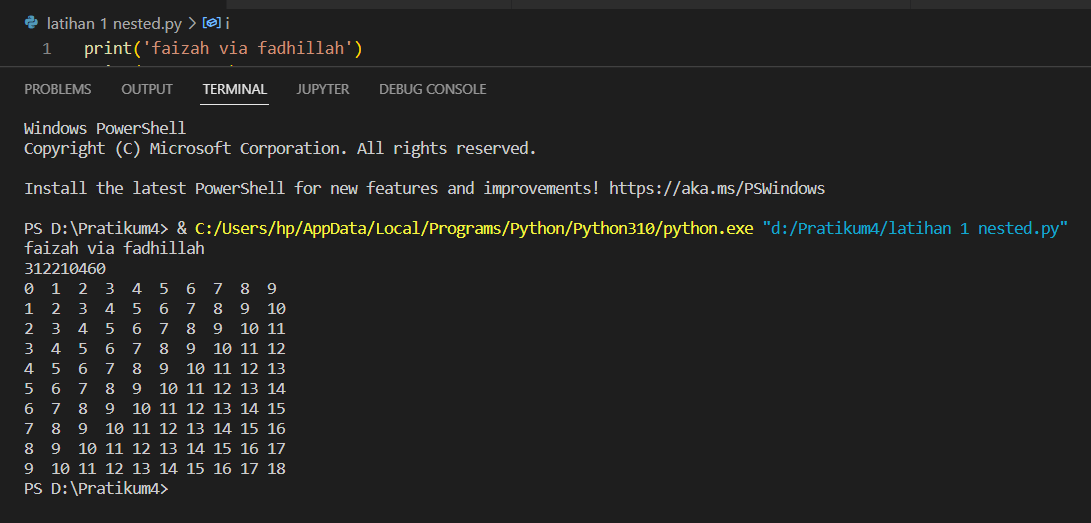 latihan 1 nested.py > i
1 print('faizah via fadhillah')
PROBLEMS OUTPUT TERMINAL JUPYTER DEBUG CONSOLE
Windows PowerShell
Copyright (C) Microsoft Corporation. All rights reserved.
Install the latest PowerShell for new features and improvements! https://aka.ms/PSWindows
PS D:\Pratikum4> & C:/Users/hp/AppData/Local/Programs/Python/Python310/python.exe "d:/Pratikum4/latihan 1 nested.py"
faizah via fadhillah
312210460
0 1 2 3 4 5 6 7 8 9
1 2 3 4 5 6 7 8 9 10
2 3 4 5 6 7 8 9 10 11
3 4 5 6 7 8 9 10 11 12
4 5 6 7 8 9 10 11 12 13
5 6 7 8 9 10 11 12 13 14
6 7 8 9 10 11 12 13 14 15
7 8 9 10 11 12 13 14 15 16
8 9 10 11 12 13 14 15 16 17
9 10 11 12 13 14 15 16 17 18
PS D:\Pratikum4>